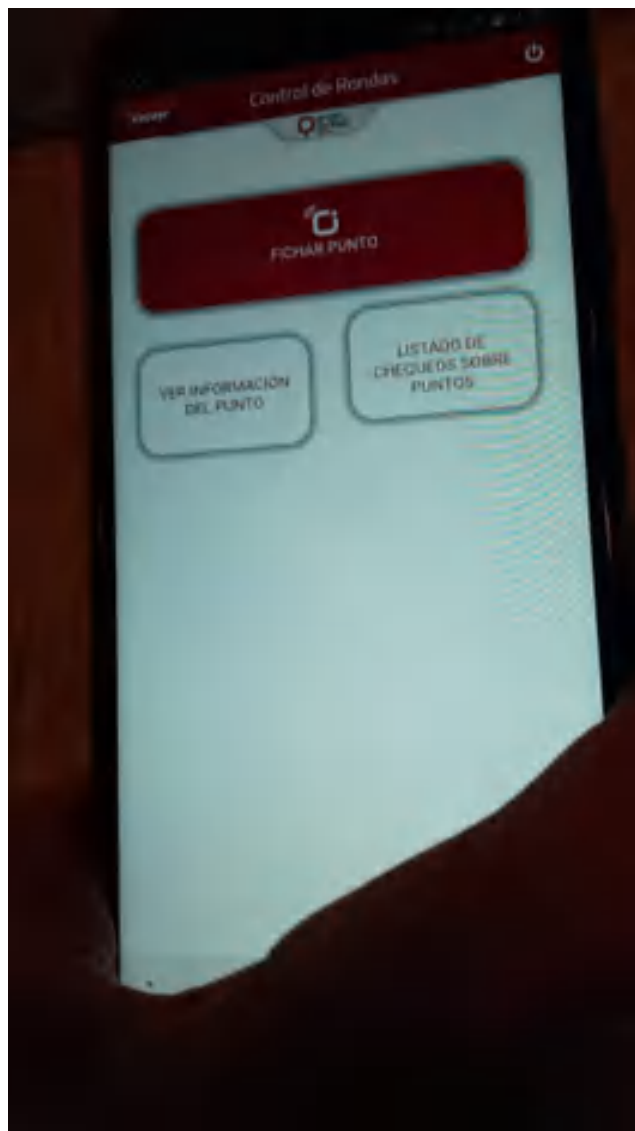 Control de Rondas
FICHAR PUNTO
VER INFORMACIÓN
DEL PUNTO
LISTADO DE
CHEQUEOS SOBRE
PUNTOS